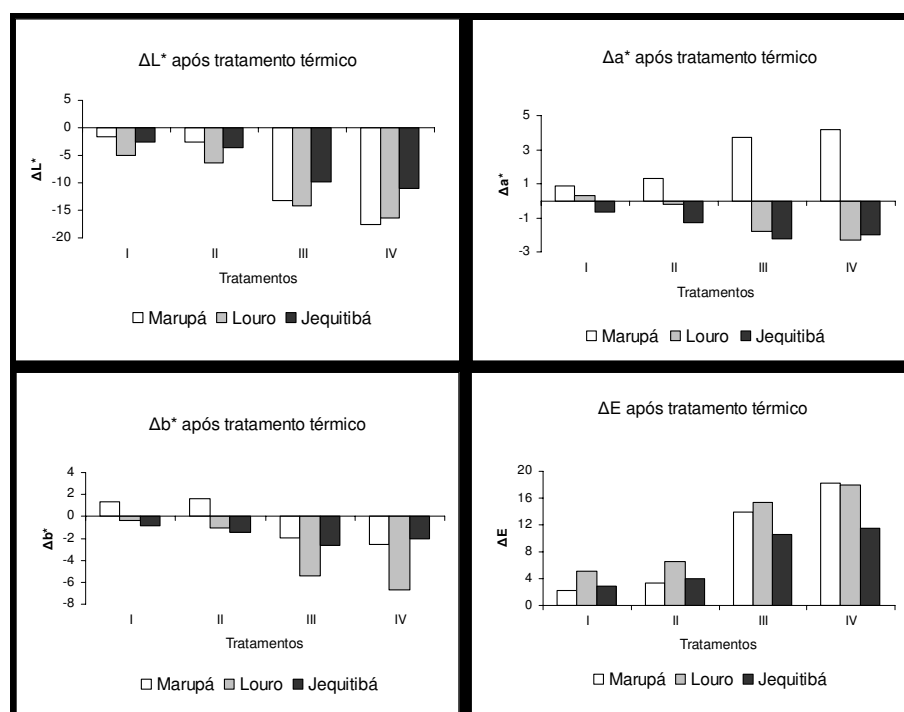 ΔL* após tratamento térmico
5
0
-5
-10
-15
-20
ΔL*
I II III IV
Tratamentos
Marupá Louro Jequitibá
Δa* após tratamento térmico
5
3
1
-1
-3
Δa*
I II III IV
Tratamentos
Marupá Louro Jequitibá
Δb* após tratamento térmico
4
2
0
-2
-4
-6
-8
Δb*
I II III IV
Tratamentos
Marupá Louro Jequitibá
ΔE após tratamento térmico
20
16
12
8
4
0
ΔE
I II III IV
Tratamentos
Marupá Louro Jequitibá